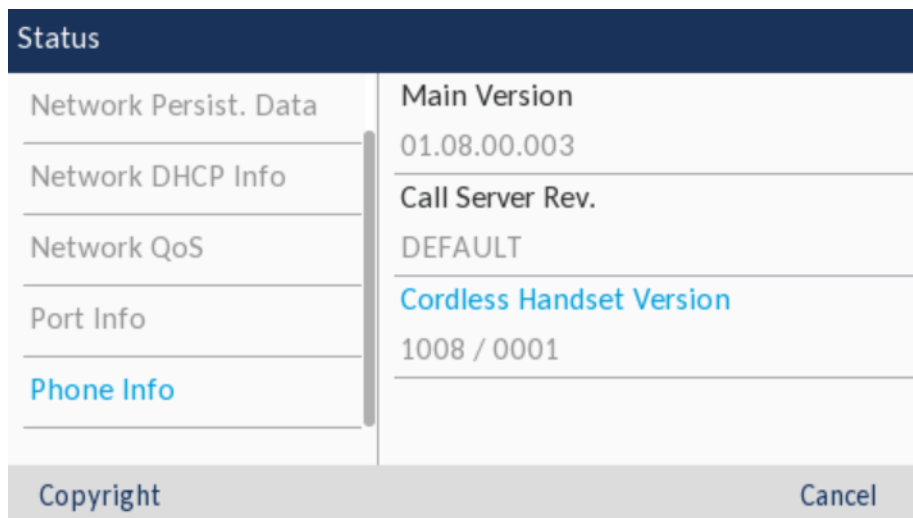 Status
Network Persist. Data
Network DHCP Info
Network QoS
Port Info
Phone Info
Main Version
01.08.00.003
Call Server Rev.
DEFAULT
Cordless Handset Version
1008 / 0001
Copyright
Cancel